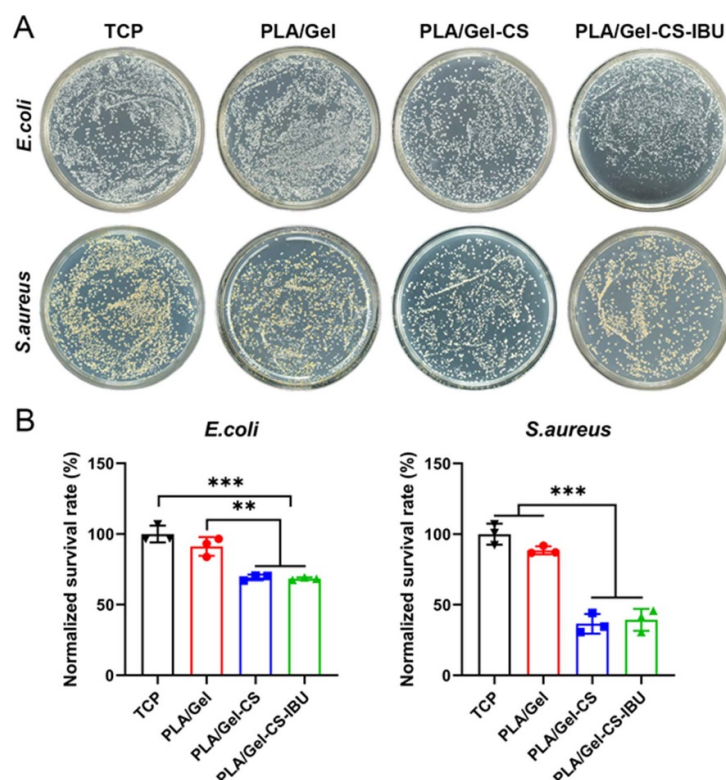 A
TCP PLA/Gel PLA/Gel-CS PLA/Gel-CS-IBU
E.coli
S.aureus
B
E.coli
Normalized survival rate (%)
150
100
50
0
***
**
TCP
PLA/Gel
PLA/Gel-CS
PLA/Gel-CS-IBU
S.aureus
Normalized survival rate (%)
150
100
50
0
***
TCP
PLA/Gel
PLA/Gel-CS
PLA/Gel-CS-IBU